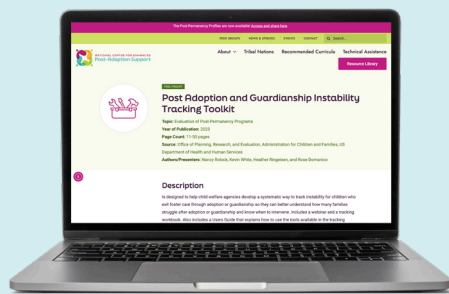 The Post-Permanency Profiles are now available! Access and share here.
POST UPDATES NEWS & UPDATES EVENTS CONTACT Search...
NATIONAL CENTER FOR ENHANCED
Post-Adoption Support
About Tribal Nations Recommended Curricula Technical Assistance
Resource Library
Post Adoption and Guardianship Instability
Tracking Toolkit
Topic: Evaluation of Post-Permanency Programs
Year of Publication: 2023
Page Count: 11-50 pages
Source: Office of Planning, Research, and Evaluation, Administration for Children and Families, US
Department of Health and Human Services
Authors/Presenters: Nancy Rolock, Kevin White, Heather Ringeisen, and Rose Domanico
Description
Is designed to help child welfare agencies develop a systematic way to track instability for children who
exit foster care through adoption or guardianship so they can better understand how many families
struggle after adoption or guardianship and know when to intervene. Includes a webinar and a tracking
workbook. Also includes a Users Guide that explains how to use the tools available in the tracking